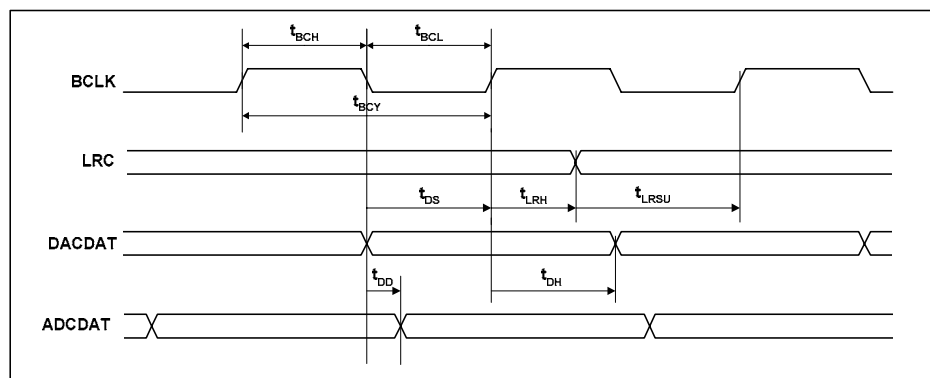 tBCH
tBCL
BCLK
tBCY
LRC
tDS
tLRH
tLRSU
DACDAT
tDD
tDH
ADCDAT